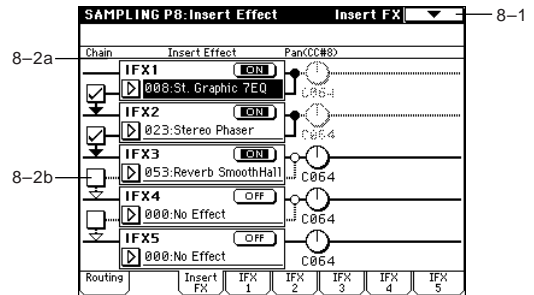 SAMPLING P8:Insert Effect Insert FX
8–1
Chain Insert Effect Pan(CC#8)
8–2a
IFX1 ON
008:St. Graphic 7EQ
C064
IFX2 ON
023:Stereo Phaser
C064
IFX3 ON
8–2b
053:Reverb SmoothHall
C064
IFX4 OFF
000:No Effect
C064
IFX5 OFF
000:No Effect
C064
Routing Insert FX IFX 1 IFX 2 IFX 3 IFX 4 IFX 5